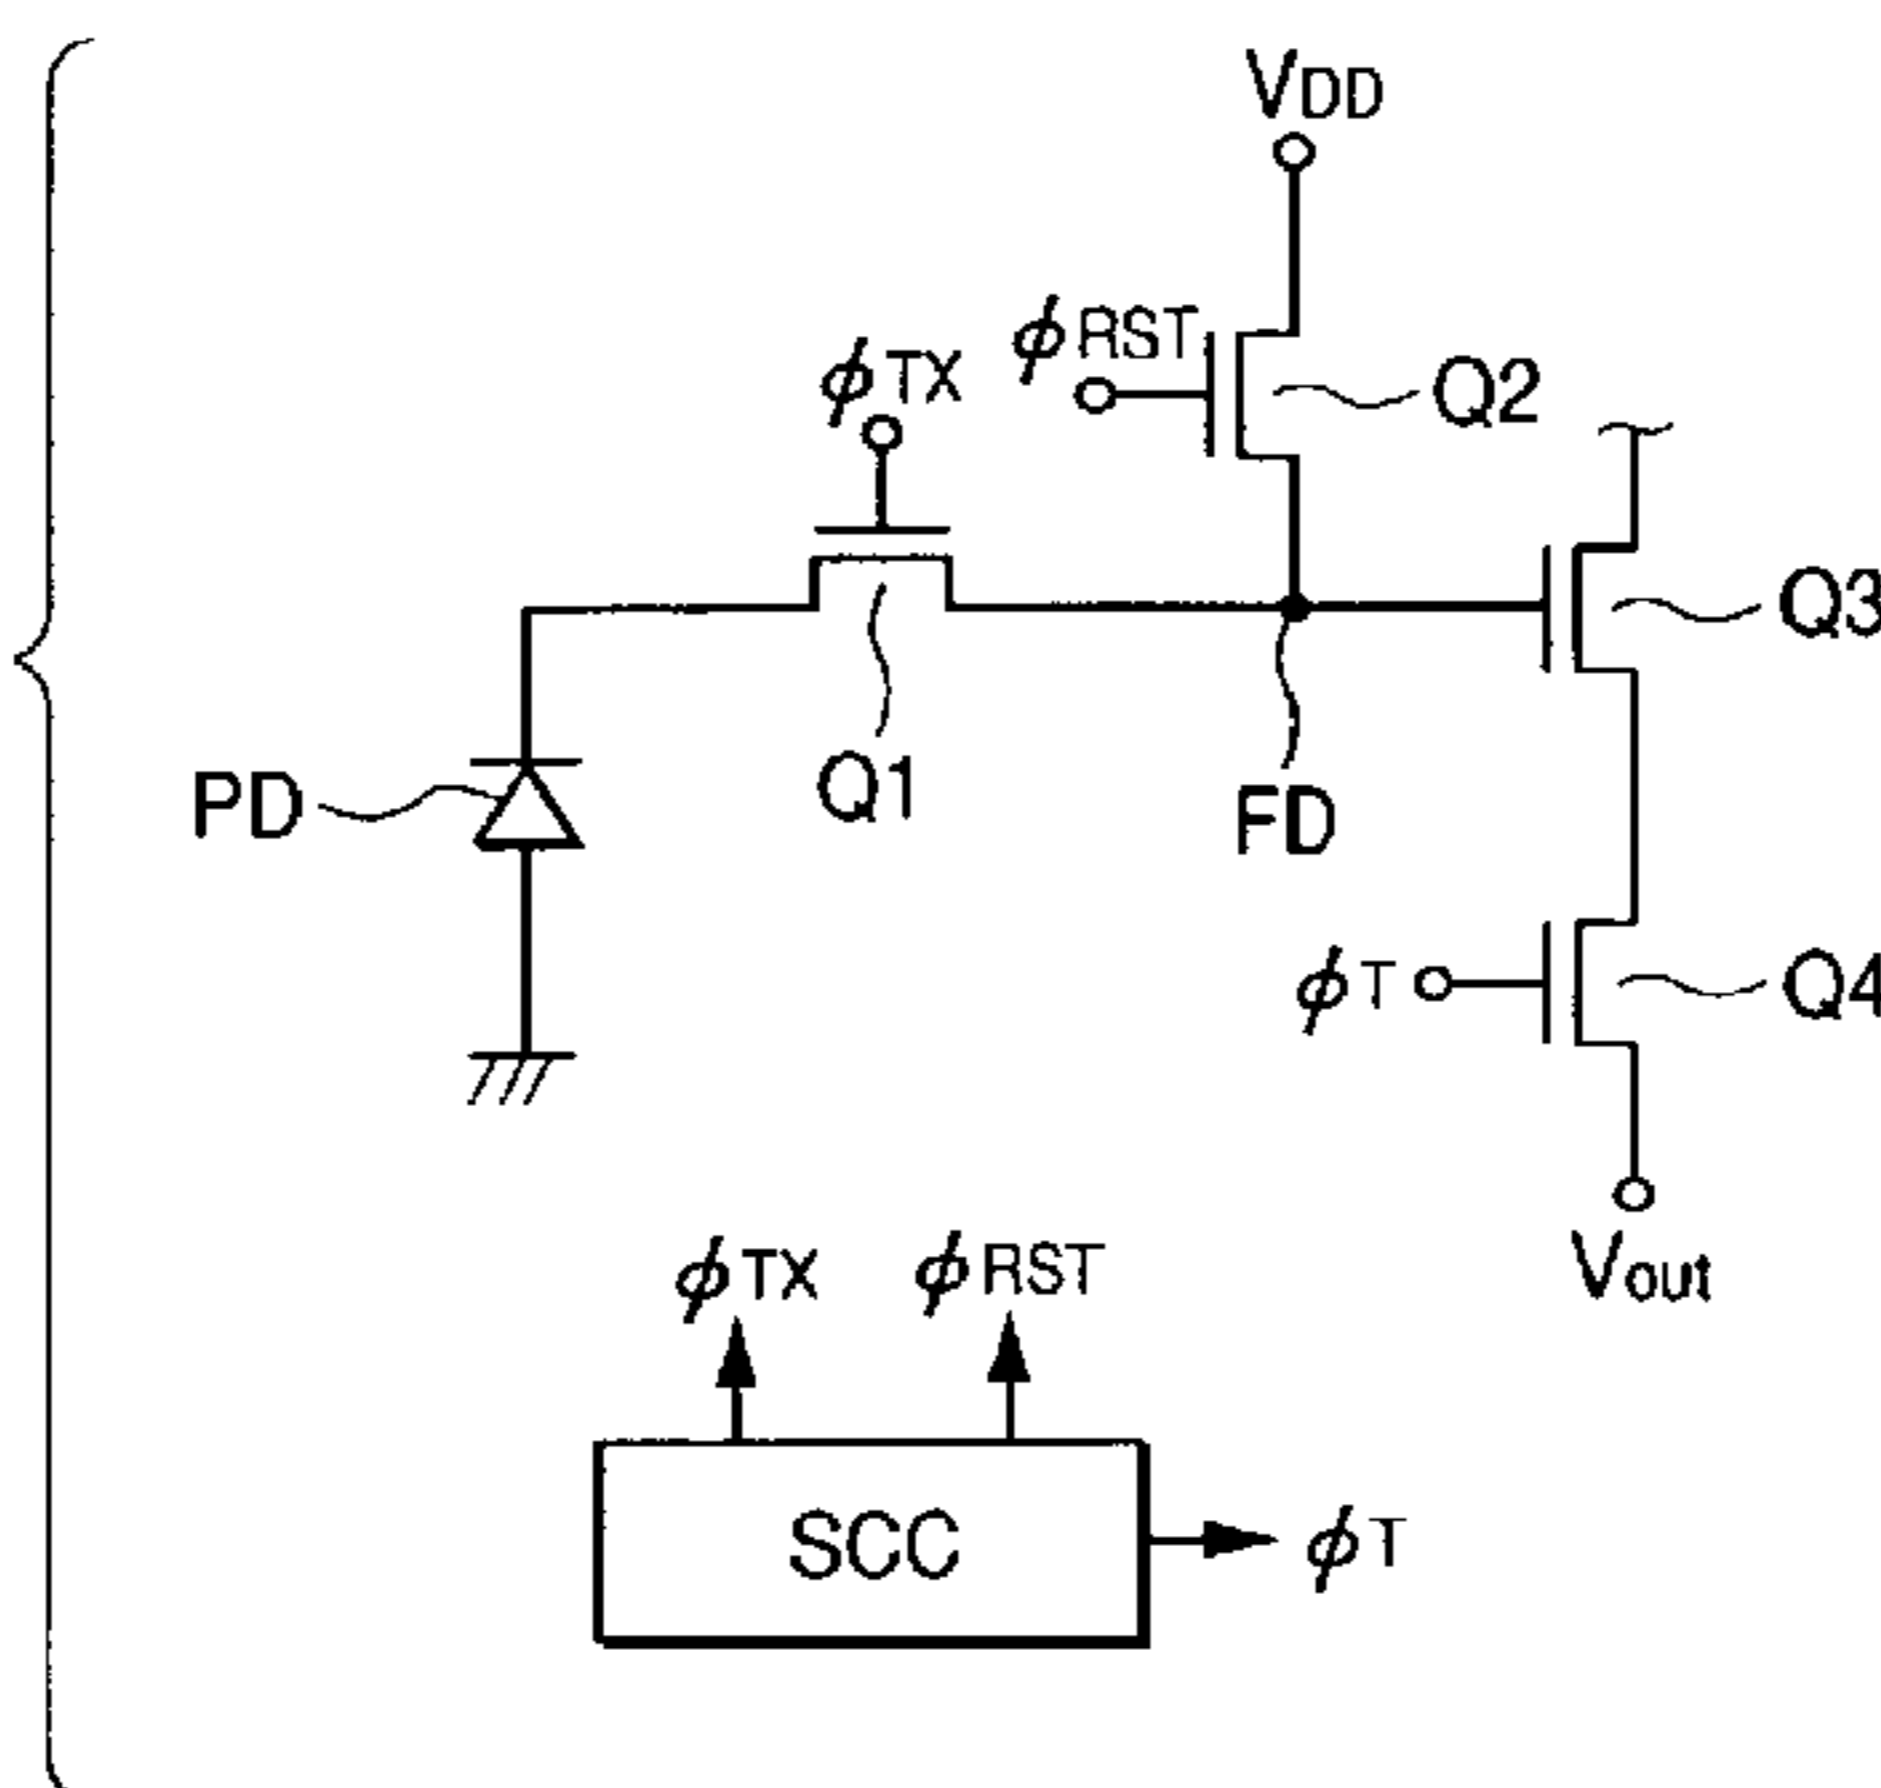 VDD
ϕRST
Q2
ϕTX
Q3
Q1
PD
FD
ϕT
Q4
Vout
ϕTX
ϕRST
SCC
ϕT